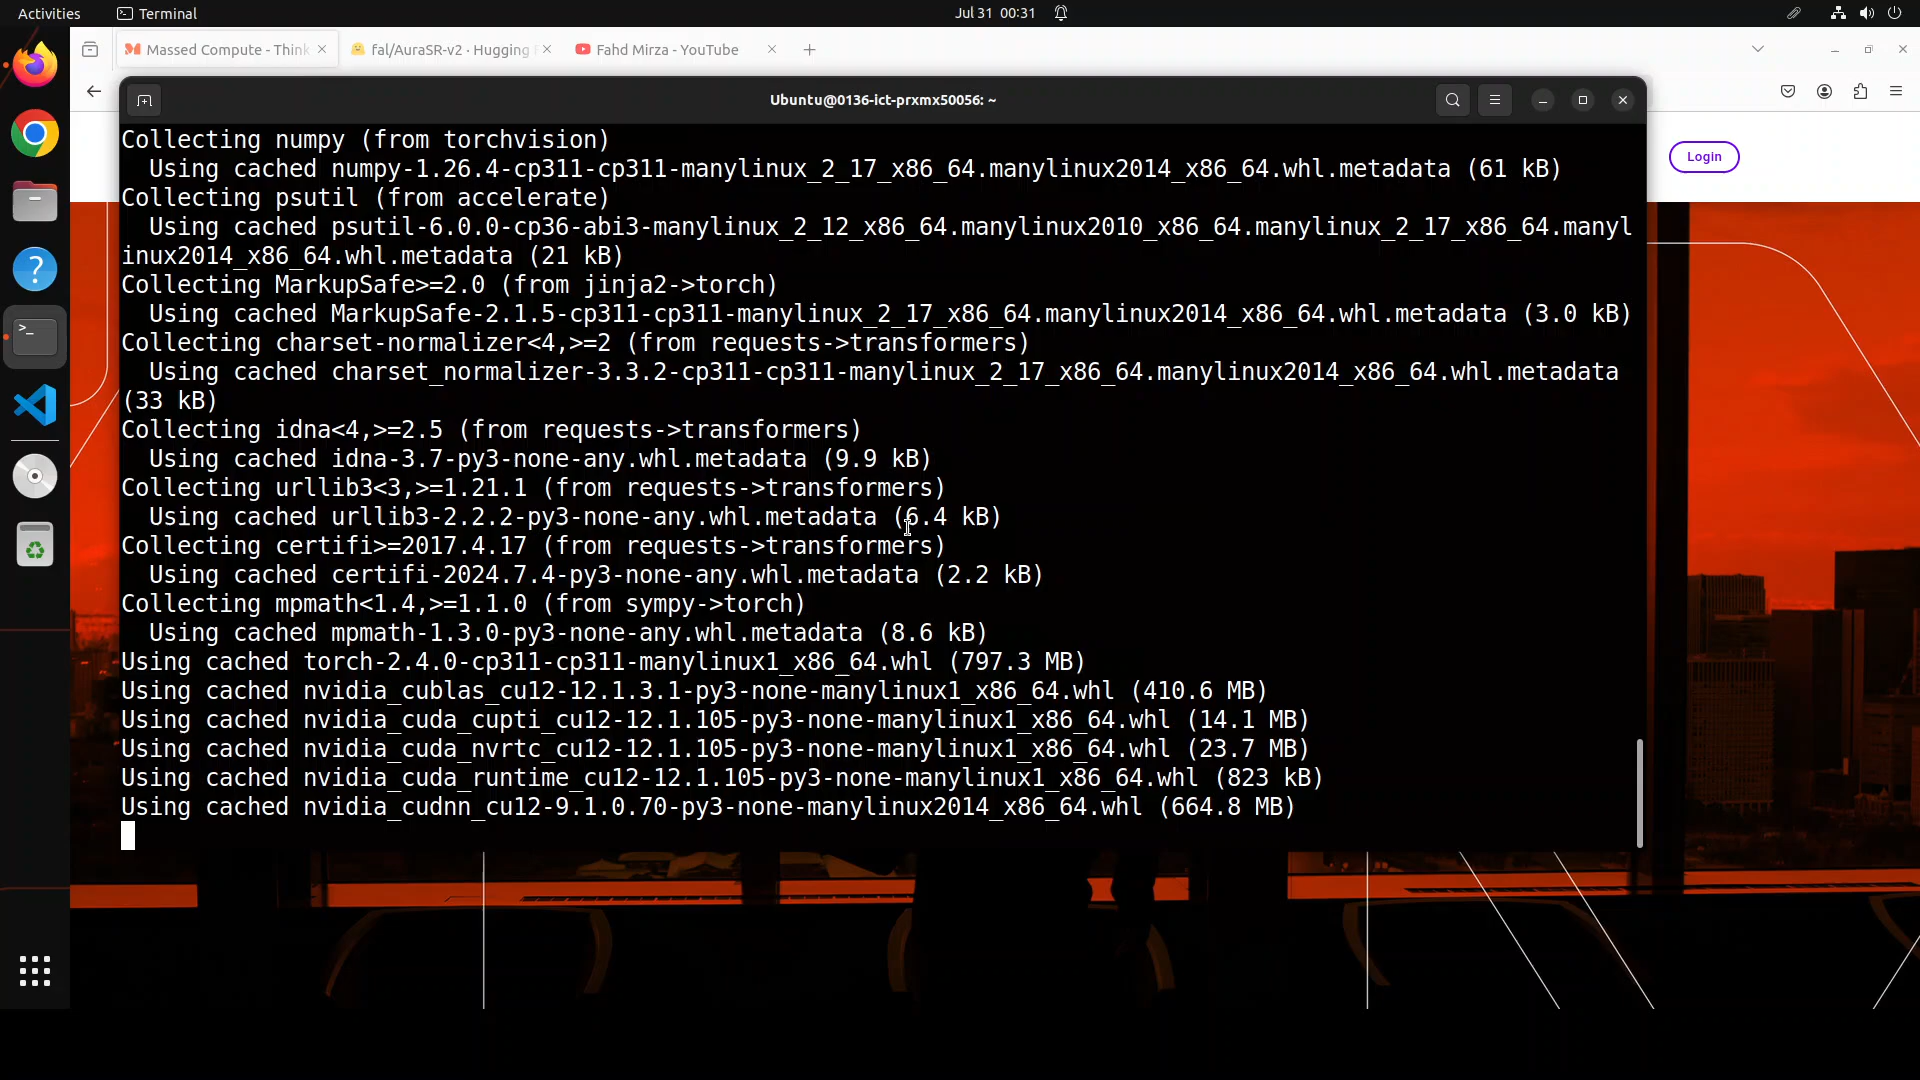 Activities
Terminal
Jul 31 00:31
Massed Compute - Think
fal/AuraSR-v2 · Hugging F
Fahd Mirza - YouTube
Ubuntu@0136-ict-prxmx50056: ~
Login
Collecting numpy (from torchvision)
  Using cached numpy-1.26.4-cp311-cp311-manylinux_2_17_x86_64.manylinux2014_x86_64.whl.metadata (61 kB)
Collecting psutil (from accelerate)
  Using cached psutil-6.0.0-cp36-abi3-manylinux_2_12_x86_64.manylinux2010_x86_64.manylinux_2_17_x86_64.manyl
inux2014_x86_64.whl.metadata (21 kB)
Collecting MarkupSafe>=2.0 (from jinja2->torch)
  Using cached MarkupSafe-2.1.5-cp311-cp311-manylinux_2_17_x86_64.manylinux2014_x86_64.whl.metadata (3.0 kB)
Collecting charset-normalizer<4,>=2 (from requests->transformers)
  Using cached charset_normalizer-3.3.2-cp311-cp311-manylinux_2_17_x86_64.manylinux2014_x86_64.whl.metadata
(33 kB)
Collecting idna<4,>=2.5 (from requests->transformers)
  Using cached idna-3.7-py3-none-any.whl.metadata (9.9 kB)
Collecting urllib3<3,>=1.21.1 (from requests->transformers)
  Using cached urllib3-2.2.2-py3-none-any.whl.metadata (6.4 kB)
Collecting certifi>=2017.4.17 (from requests->transformers)
  Using cached certifi-2024.7.4-py3-none-any.whl.metadata (2.2 kB)
Collecting mpmath<1.4,>=1.1.0 (from sympy->torch)
  Using cached mpmath-1.3.0-py3-none-any.whl.metadata (8.6 kB)
Using cached torch-2.4.0-cp311-cp311-manylinux1_x86_64.whl (797.3 MB)
Using cached nvidia_cublas_cu12-12.1.3.1-py3-none-manylinux1_x86_64.whl (410.6 MB)
Using cached nvidia_cuda_cupti_cu12-12.1.105-py3-none-manylinux1_x86_64.whl (14.1 MB)
Using cached nvidia_cuda_nvrtc_cu12-12.1.105-py3-none-manylinux1_x86_64.whl (23.7 MB)
Using cached nvidia_cuda_runtime_cu12-12.1.105-py3-none-manylinux1_x86_64.whl (823 kB)
Using cached nvidia_cudnn_cu12-9.1.0.70-py3-none-manylinux2014_x86_64.whl (664.8 MB)